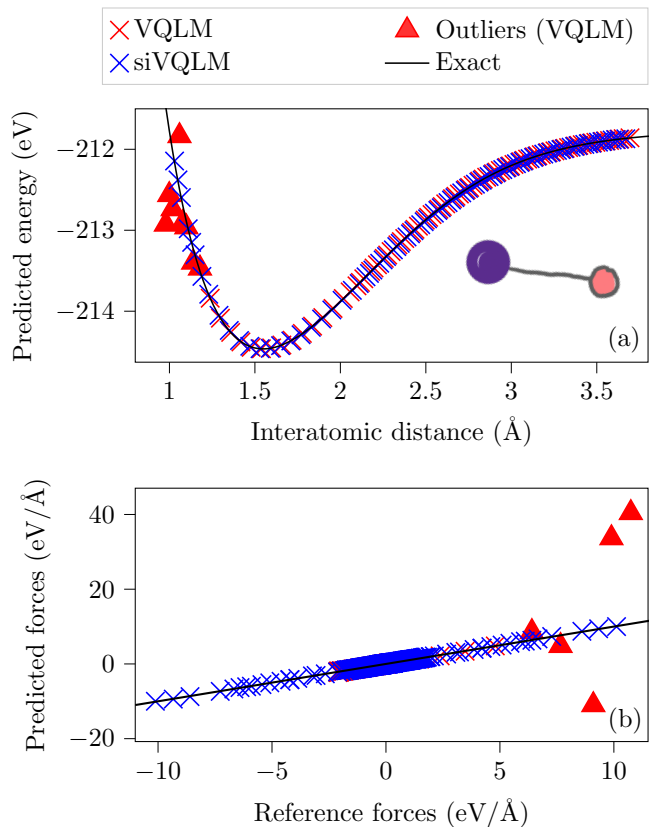 VQLM Outliers (VQLM)
siVQLM Exact
−212
−213
−214
Predicted energy (eV)
(a)
1 1.5 2 2.5 3 3.5
Interatomic distance (Å)
40
20
0
−20
Predicted forces (eV/Å)
(b)
−10 −5 0 5 10
Reference forces (eV/Å)